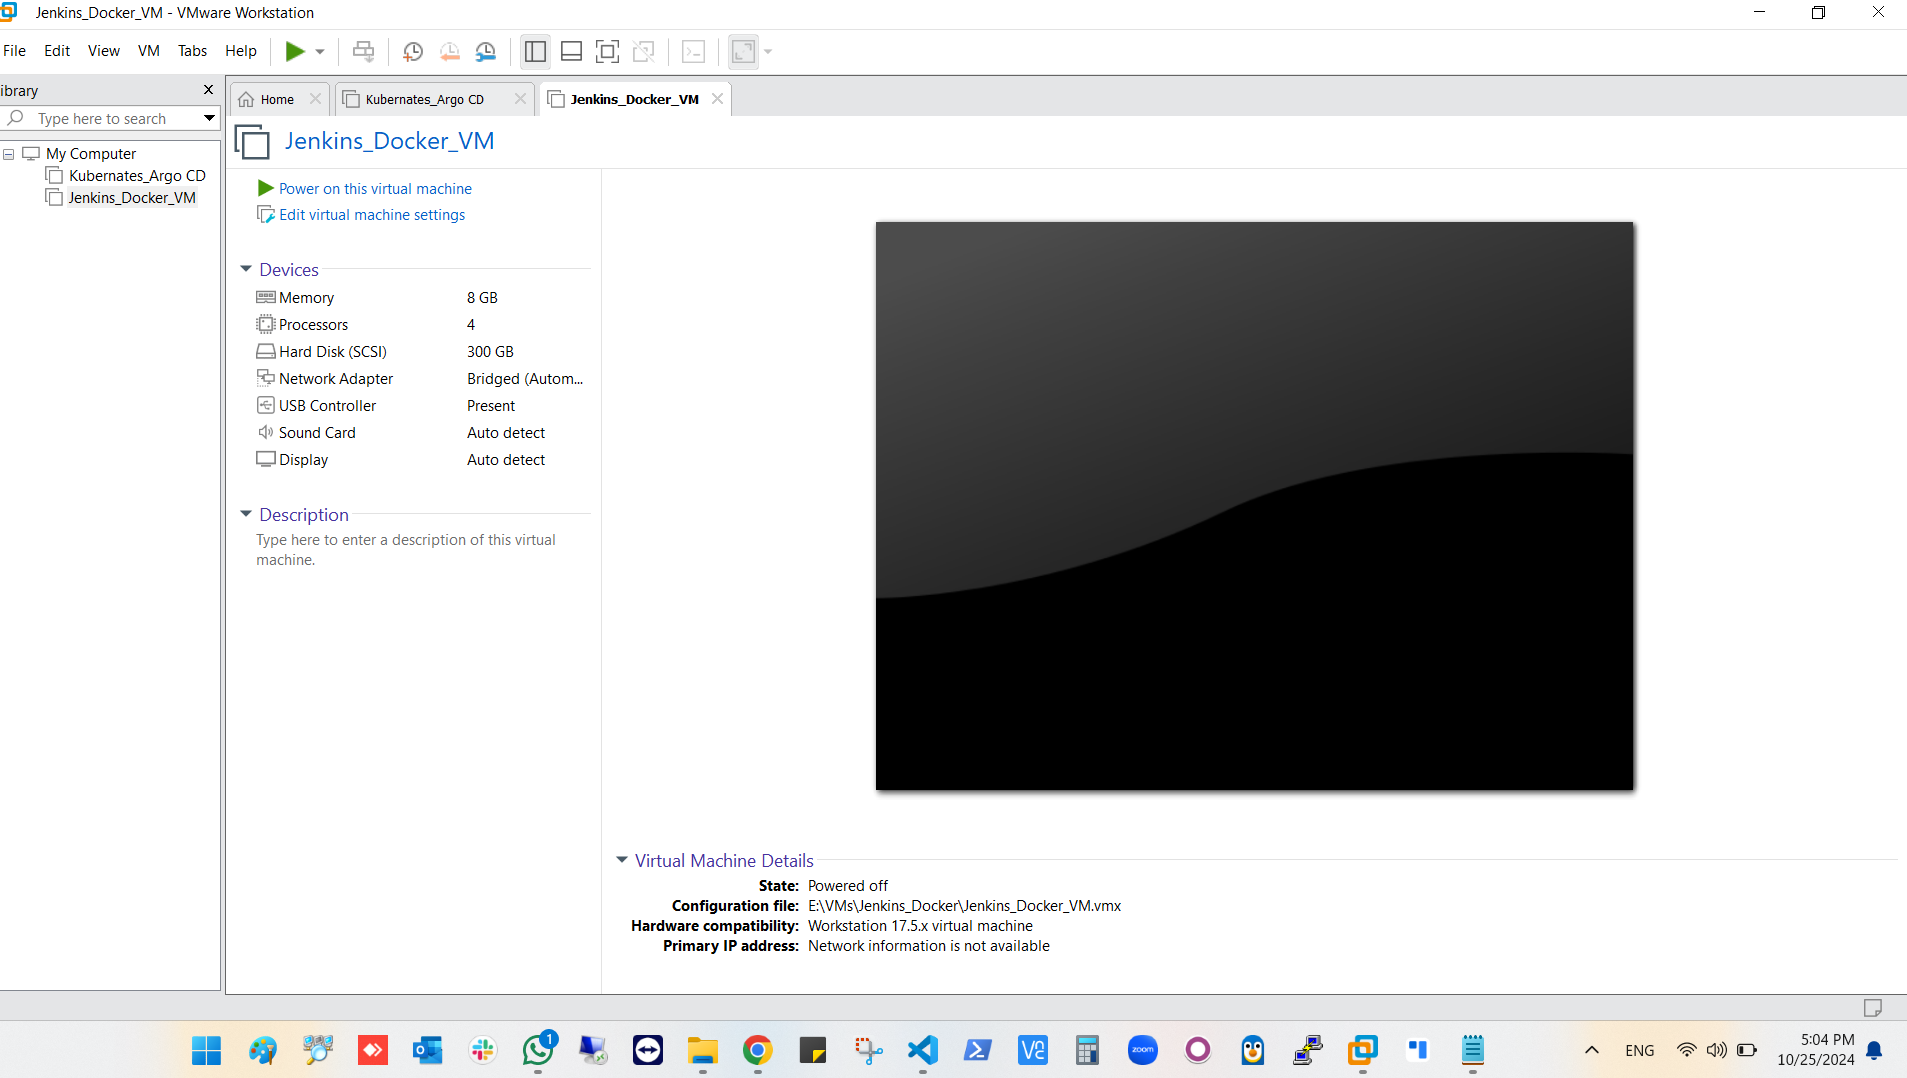 Jenkins_Docker_VM - VMware Workstation
File Edit View VM Tabs Help
ibrary
Type here to search
My Computer
Kubernates_Argo CD
Jenkins_Docker_VM
Home
Kubernates_Argo CD
Jenkins_Docker_VM
Jenkins_Docker_VM
Power on this virtual machine
Edit virtual machine settings
Devices
Memory 8 GB
Processors 4
Hard Disk (SCSI) 300 GB
Network Adapter Bridged (Autom...
USB Controller Present
Sound Card Auto detect
Display Auto detect
Description
Type here to enter a description of this virtual
machine.
Virtual Machine Details
State: Powered off
Configuration file: E:\VMs\Jenkins_Docker\Jenkins_Docker_VM.vmx
Hardware compatibility: Workstation 17.5.x virtual machine
Primary IP address: Network information is not available
1
zoom
ENG
5:04 PM
10/25/2024